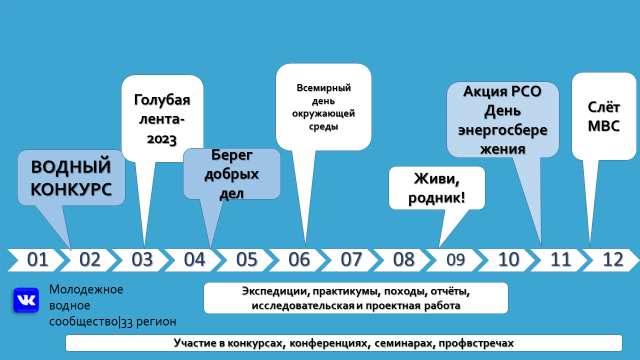 Всемирный
день
окружающей
среды
Голубая
лента-
2023
Акция РСО
День
энергосбере
жения
Слёт
МВС
ВОДНЫЙ
КОНКУРС
Берег
добрых
дел
Живи,
родник!
01 02 03 04 05 06 07 08 09 10 11 12
Молодежное
водное
сообщество|33 регион
Экспедиции, практикумы, походы, отчёты,
исследовательская и проектная работа
Участие в конкурсах, конференциях, семинарах, профвстречах